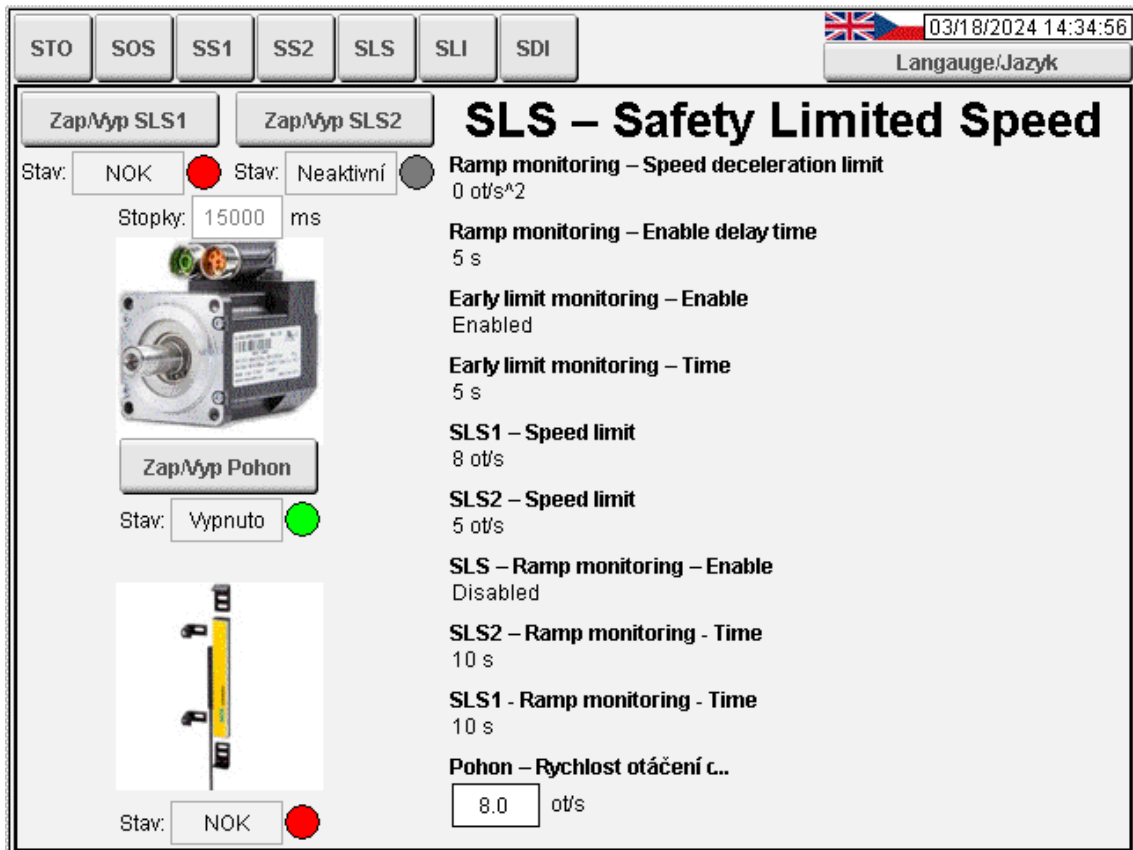 STO SOS SS1 SS2 SLS SLI SDI
03/18/2024 14:34:56
Langauge/Jazyk
Zap/Vyp SLS1 Zap/Vyp SLS2
SLS – Safety Limited Speed
Stav: NOK Stav: Neaktivní
Stopky: 15000 ms
Zap/Vyp Pohon
Stav: Vypnuto
Stav: NOK
Ramp monitoring – Speed deceleration limit
0 ot/s^2
Ramp monitoring – Enable delay time
5 s
Early limit monitoring – Enable
Enabled
Early limit monitoring – Time
5 s
SLS1 – Speed limit
8 ot/s
SLS2 – Speed limit
5 ot/s
SLS – Ramp monitoring – Enable
Disabled
SLS2 – Ramp monitoring - Time
10 s
SLS1 - Ramp monitoring - Time
10 s
Pohon – Rychlost otáčení c...
8.0 ot/s